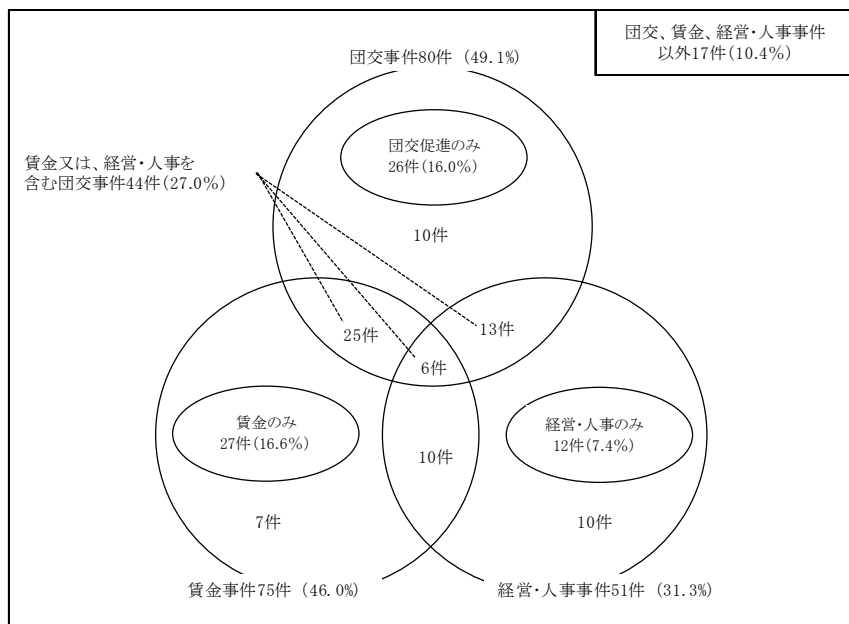 団交、賃金、経営・人事事件
以外17件(10.4%)
団交事件80件 (49.1%)
団交促進のみ
26件(16.0%)
賃金又は、経営・人事を
含む団交事件44件(27.0%)
10件
25件
13件
6件
賃金のみ
27件(16.6%)
経営・人事のみ
12件(7.4%)
10件
7件
10件
賃金事件75件 (46.0%)
経営・人事事件51件 (31.3%)